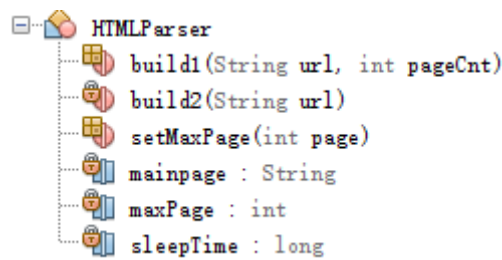 HTMLParser
build1(String url, int pageCnt)
build2(String url)
setMaxPage(int page)
mainpage : String
maxPage : int
sleepTime : long